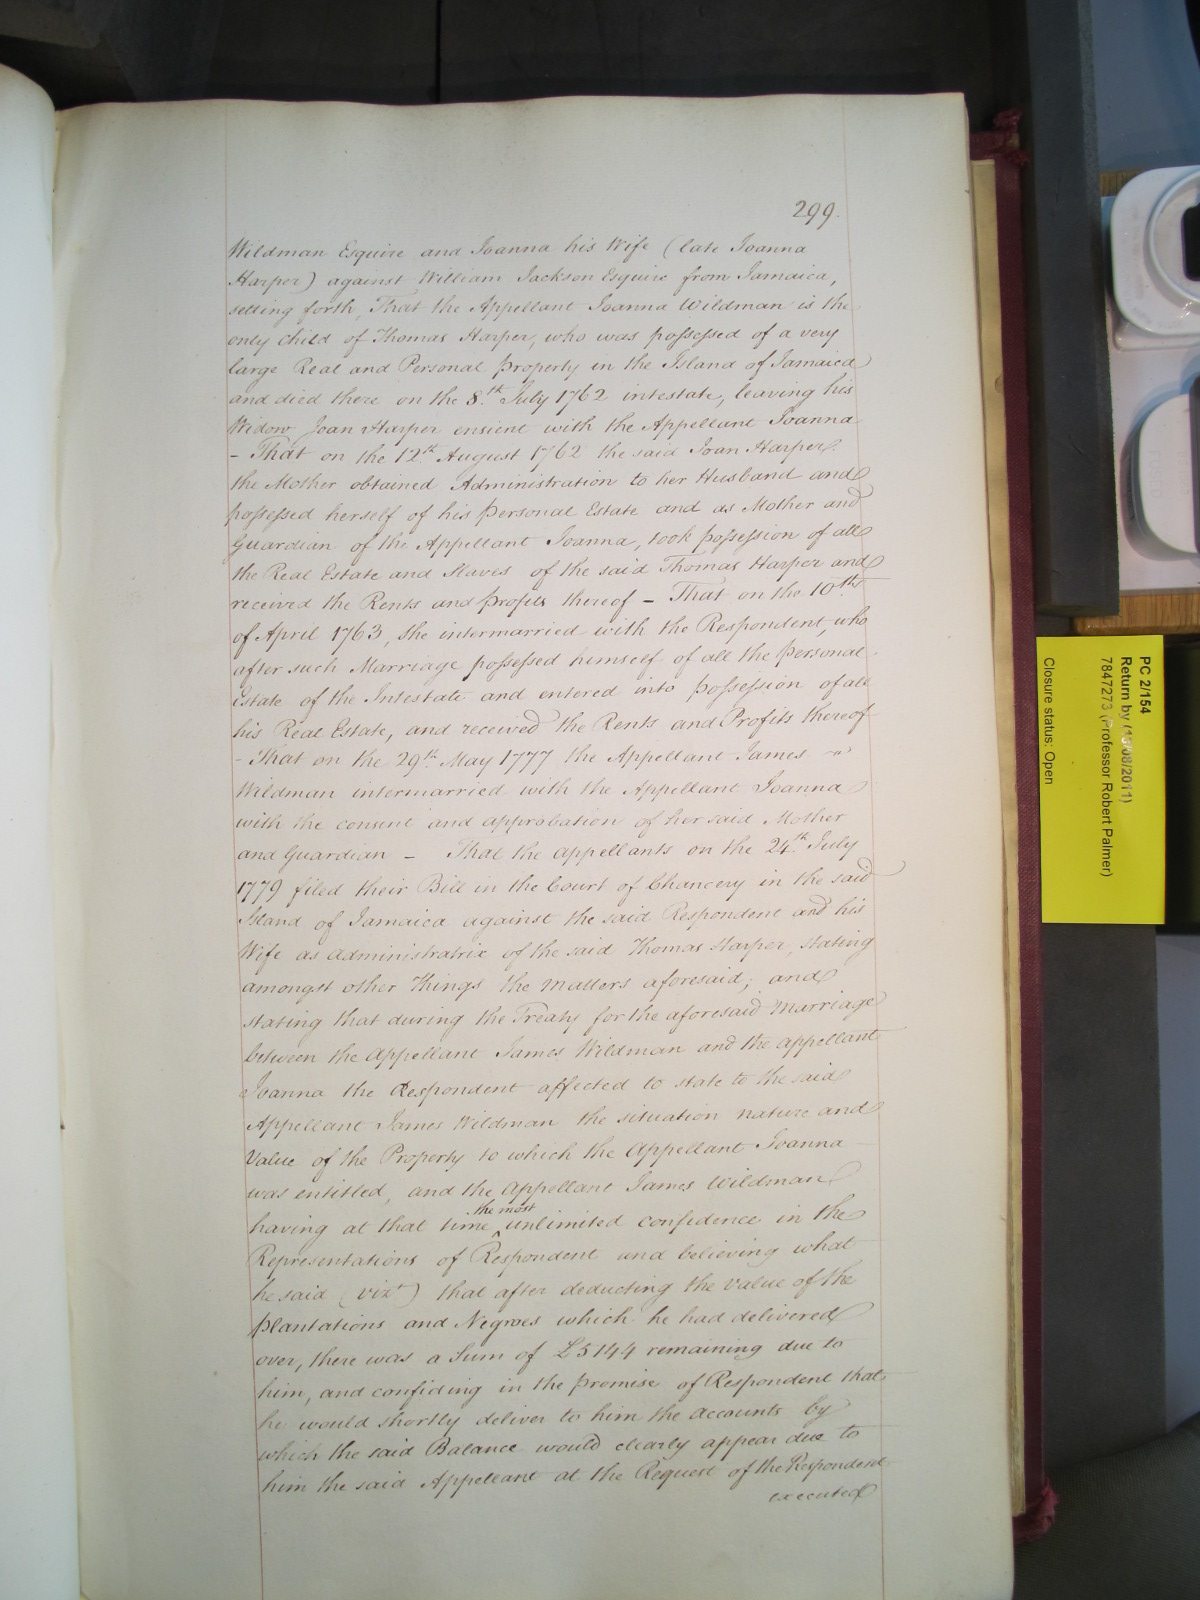 299.
Wildman Esquire and Joanna his Wife (late Joanna
Harper) against William Jackson Esquire from Jamaica,
setting forth, That the Appellant Joanna Wildman is the
only Child of Thomas Harper, who was possessed of a very
large Real and Personal Property in the Island of Jamaica
and died there on the 8th July 1762 intestate, leaving his
Widow Joan Harper ensient with the Appellant Joanna
- That on the 12th August 1762 the said Joan Harper
the Mother obtained Administration to her Husband and
possessed herself of his Personal Estate and as Mother and
Guardian of the Appellant Joanna, took possession of all
the Real Estate and Slaves of the said Thomas Harper and
received the Rents and profits thereof - That on the 10th
of April 1763, she intermarried with the Respondent, who
after such Marriage possessed himself of all the Personal
Estate of the Intestate and entered into Possession of all
his Real Estate, and received the Rents and Profits thereof
- That on the 29th May 1777 the Appellant James
Wildman intermarried with the Appellant Joanna
with the consent and approbation of her said Mother
and Guardian - That the appellants on the 24th July
1779 filed their Bill in the Court of Chancery in the said
Island of Jamaica against the said Respondent and his
Wife as administratrix of the said Thomas Harper, stating
amongst other things the matters aforesaid; and
stating that during the Treaty for the aforesaid Marriage
between the Appellant James Wildman and the appellant
Joanna the Respondent affected to state to the said
Appellant James Wildman the situation nature and
Value of the Property to which the Appellant Joanna
was entitled, and the Appellant James Wildman
having at that time the most unlimited confidence in the
Representations of Respondent and believing what
he said (vizt) that after deducting the value of the
Plantations and Negroes which he had delivered
over, there was a Sum of £5144 remaining due to
him, and confiding in the promise of Respondent that
he would shortly deliver to him the Accounts by
which the said Balance would clearly appear due to
him the said Appellant at the Request of the Respondent
executed
PC 2/154
Return by (13/08/2011)
7847273 (Professor Robert Palmer)
Closure status: Open